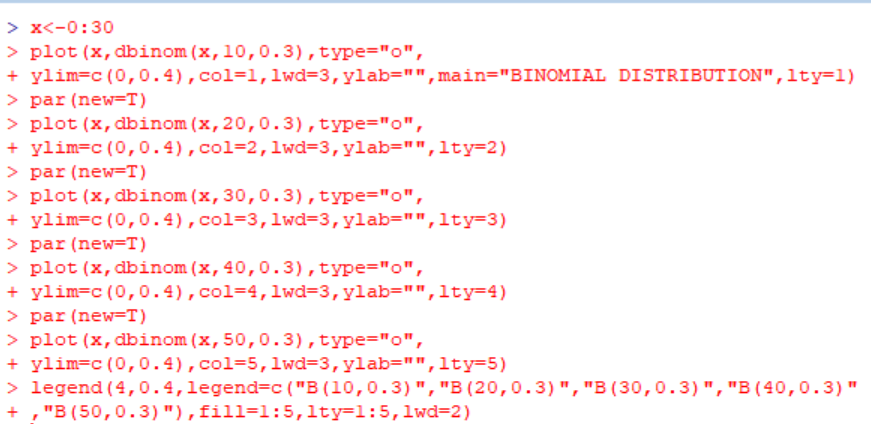 > x<-0:30
> plot(x,dbinom(x,10,0.3),type="o",
+ ylim=c(0,0.4),col=1,lwd=3,ylab="",main="BINOMIAL DISTRIBUTION",lty=1)
> par(new=T)
> plot(x,dbinom(x,20,0.3),type="o",
+ ylim=c(0,0.4),col=2,lwd=3,ylab="",lty=2)
> par(new=T)
> plot(x,dbinom(x,30,0.3),type="o",
+ ylim=c(0,0.4),col=3,lwd=3,ylab="",lty=3)
> par(new=T)
> plot(x,dbinom(x,40,0.3),type="o",
+ ylim=c(0,0.4),col=4,lwd=3,ylab="",lty=4)
> par(new=T)
> plot(x,dbinom(x,50,0.3),type="o",
+ ylim=c(0,0.4),col=5,lwd=3,ylab="",lty=5)
> legend(4,0.4,legend=c("B(10,0.3)","B(20,0.3)","B(30,0.3)","B(40,0.3)"
+ ,"B(50,0.3)"),fill=1:5,lty=1:5,lwd=2)